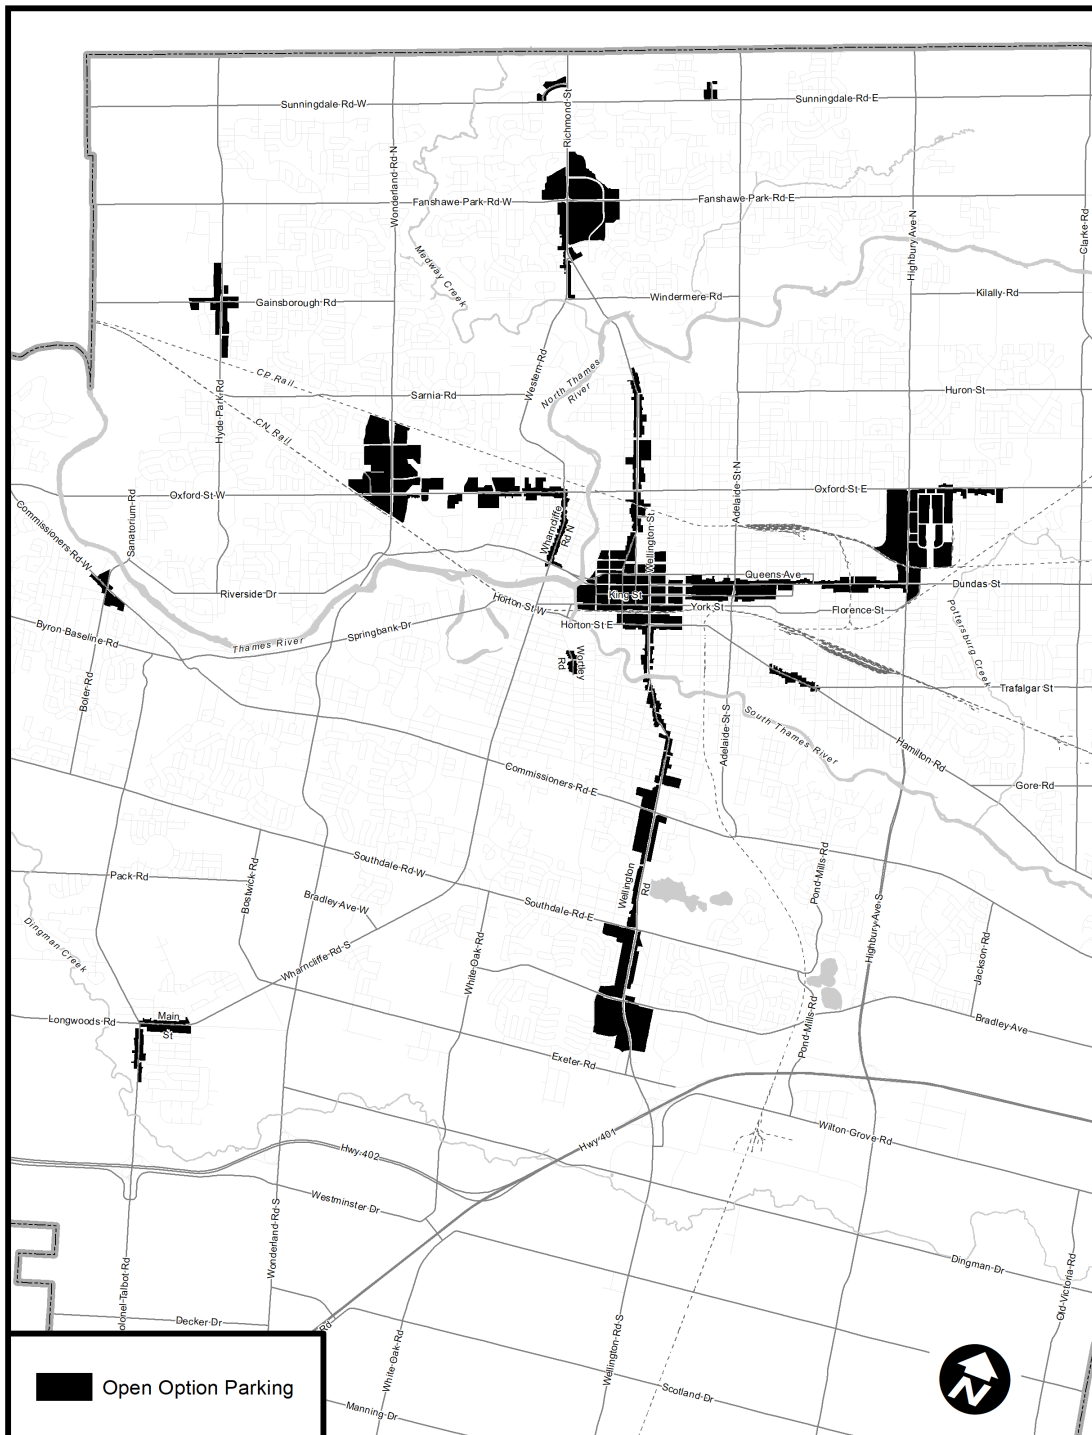 Sunningdale Rd W
Sunningdale Rd E
Richmond St
Wonderland Rd N
Fanshawe Park Rd W
Fanshawe Park Rd E
Clarke Rd
Highbury Ave N
Medway Creek
Gainsborough Rd
Windermere Rd
Kilally Rd
CP Rail
Western Rd
North Thames
River
Hyde Park Rd
Sarnia Rd
Huron St
CN Rail
Oxford St W
Oxford St E
Adelaide St N
Sanatorium Rd
Commissioners Rd W
Wharncliffe
Rd N
Wellington St
Queens Ave
Dundas St
Riverside Dr
King St
York St
Florence St
Horton St W
Horton St E
Pottersburg Creek
Byron Baseline Rd
Springbank Dr
Thames River
Wortley
Rd
Boler Rd
Trafalgar St
Adelaide St S
South Thames River
Hamilton Rd
Commissioners Rd E
Gore Rd
Pack Rd
Bostwick Rd
Southdale Rd W
Bradley Ave W
Wellington
Rd
Southdale Rd E
Pond Mills Rd
Highbury Ave S
Dingman Creek
Wharncliffe Rd S
White Oak Rd
Jackson Rd
Longwoods Rd
Main
St
Pond Mills Rd
Bradley Ave
Exeter Rd
Hwy 401
Wilton Grove Rd
Hwy 402
Westminster Dr
Wonderland Rd S
Dingman Dr
Old Victoria Rd
olonel Talbot Rd
Decker Dr
Rd
White Oak Rd
Wellington Rd S
Scotland Dr
Manning Dr
Open Option Parking
N